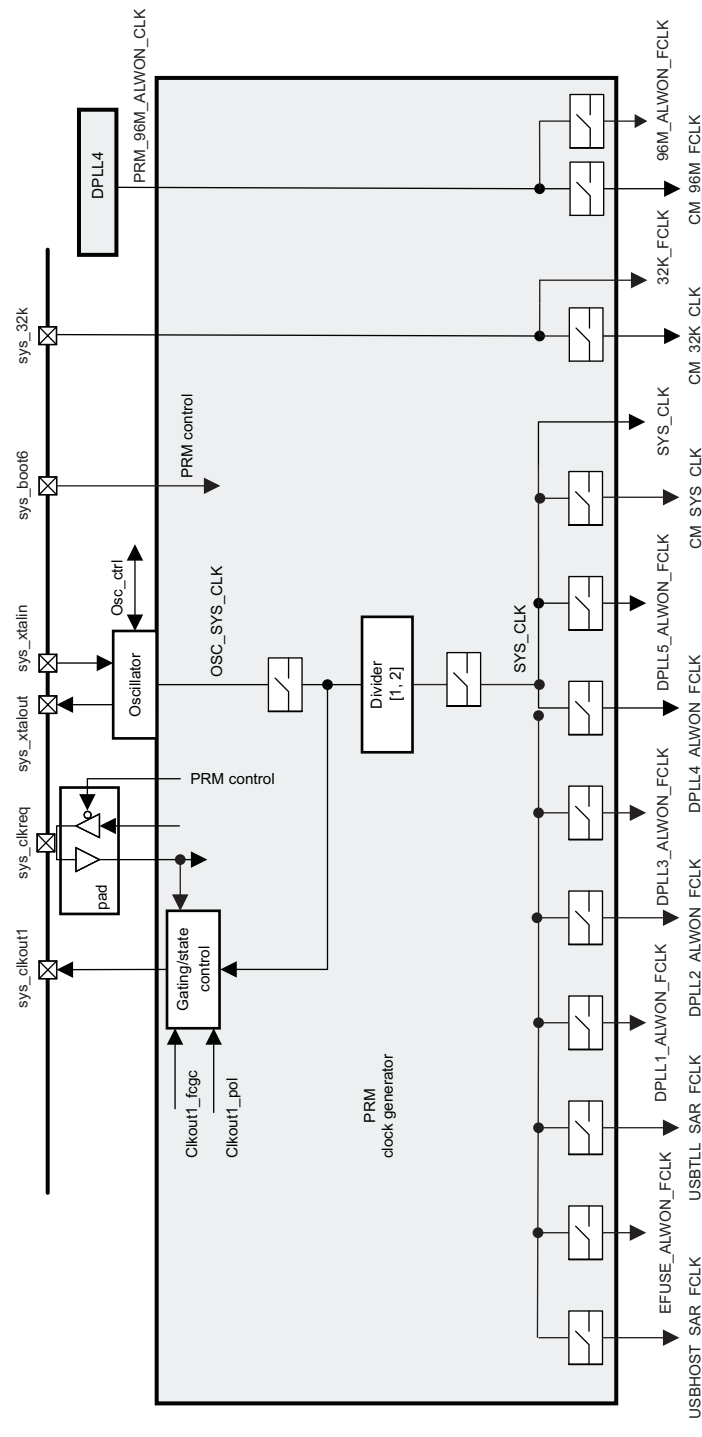 sys_clkout1
sys_clkreq
sys_xtalout
sys_xtalin
sys_boot6
sys_32k
DPLL4
PRM_96M_ALWON_CLK
pad
Oscillator
Osc_ctrl
PRM control
PRM control
Gating/state
control
Clkout1_fcgc
Clkout1_pol
OSC_SYS_CLK
Divider
[1, 2]
PRM
clock generator
SYS_CLK
USBHOST_SAR_FCLK
EFUSE_ALWON_FCLK
USBTLL_SAR_FCLK
DPLL1_ALWON_FCLK
DPLL2_ALWON_FCLK
DPLL3_ALWON_FCLK
DPLL4_ALWON_FCLK
DPLL5_ALWON_FCLK
CM_SYS_CLK
SYS_CLK
CM_32K_CLK
32K_FCLK
CM_96M_FCLK
96M_ALWON_FCLK